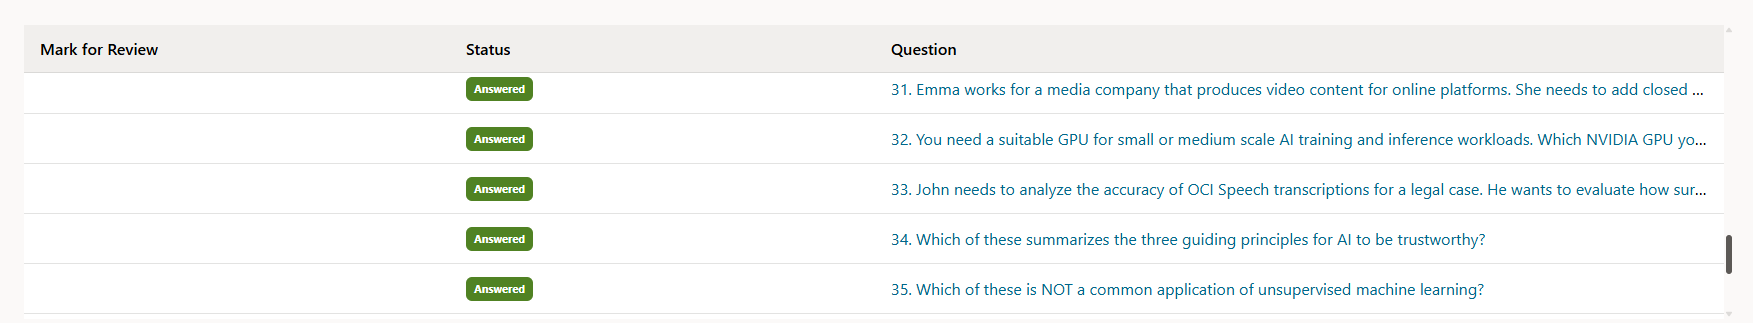 Mark for Review Status Question
Answered 31. Emma works for a media company that produces video content for online platforms. She needs to add closed ...
Answered 32. You need a suitable GPU for small or medium scale AI training and inference workloads. Which NVIDIA GPU yo...
Answered 33. John needs to analyze the accuracy of OCI Speech transcriptions for a legal case. He wants to evaluate how sur...
Answered 34. Which of these summarizes the three guiding principles for AI to be trustworthy?
Answered 35. Which of these is NOT a common application of unsupervised machine learning?